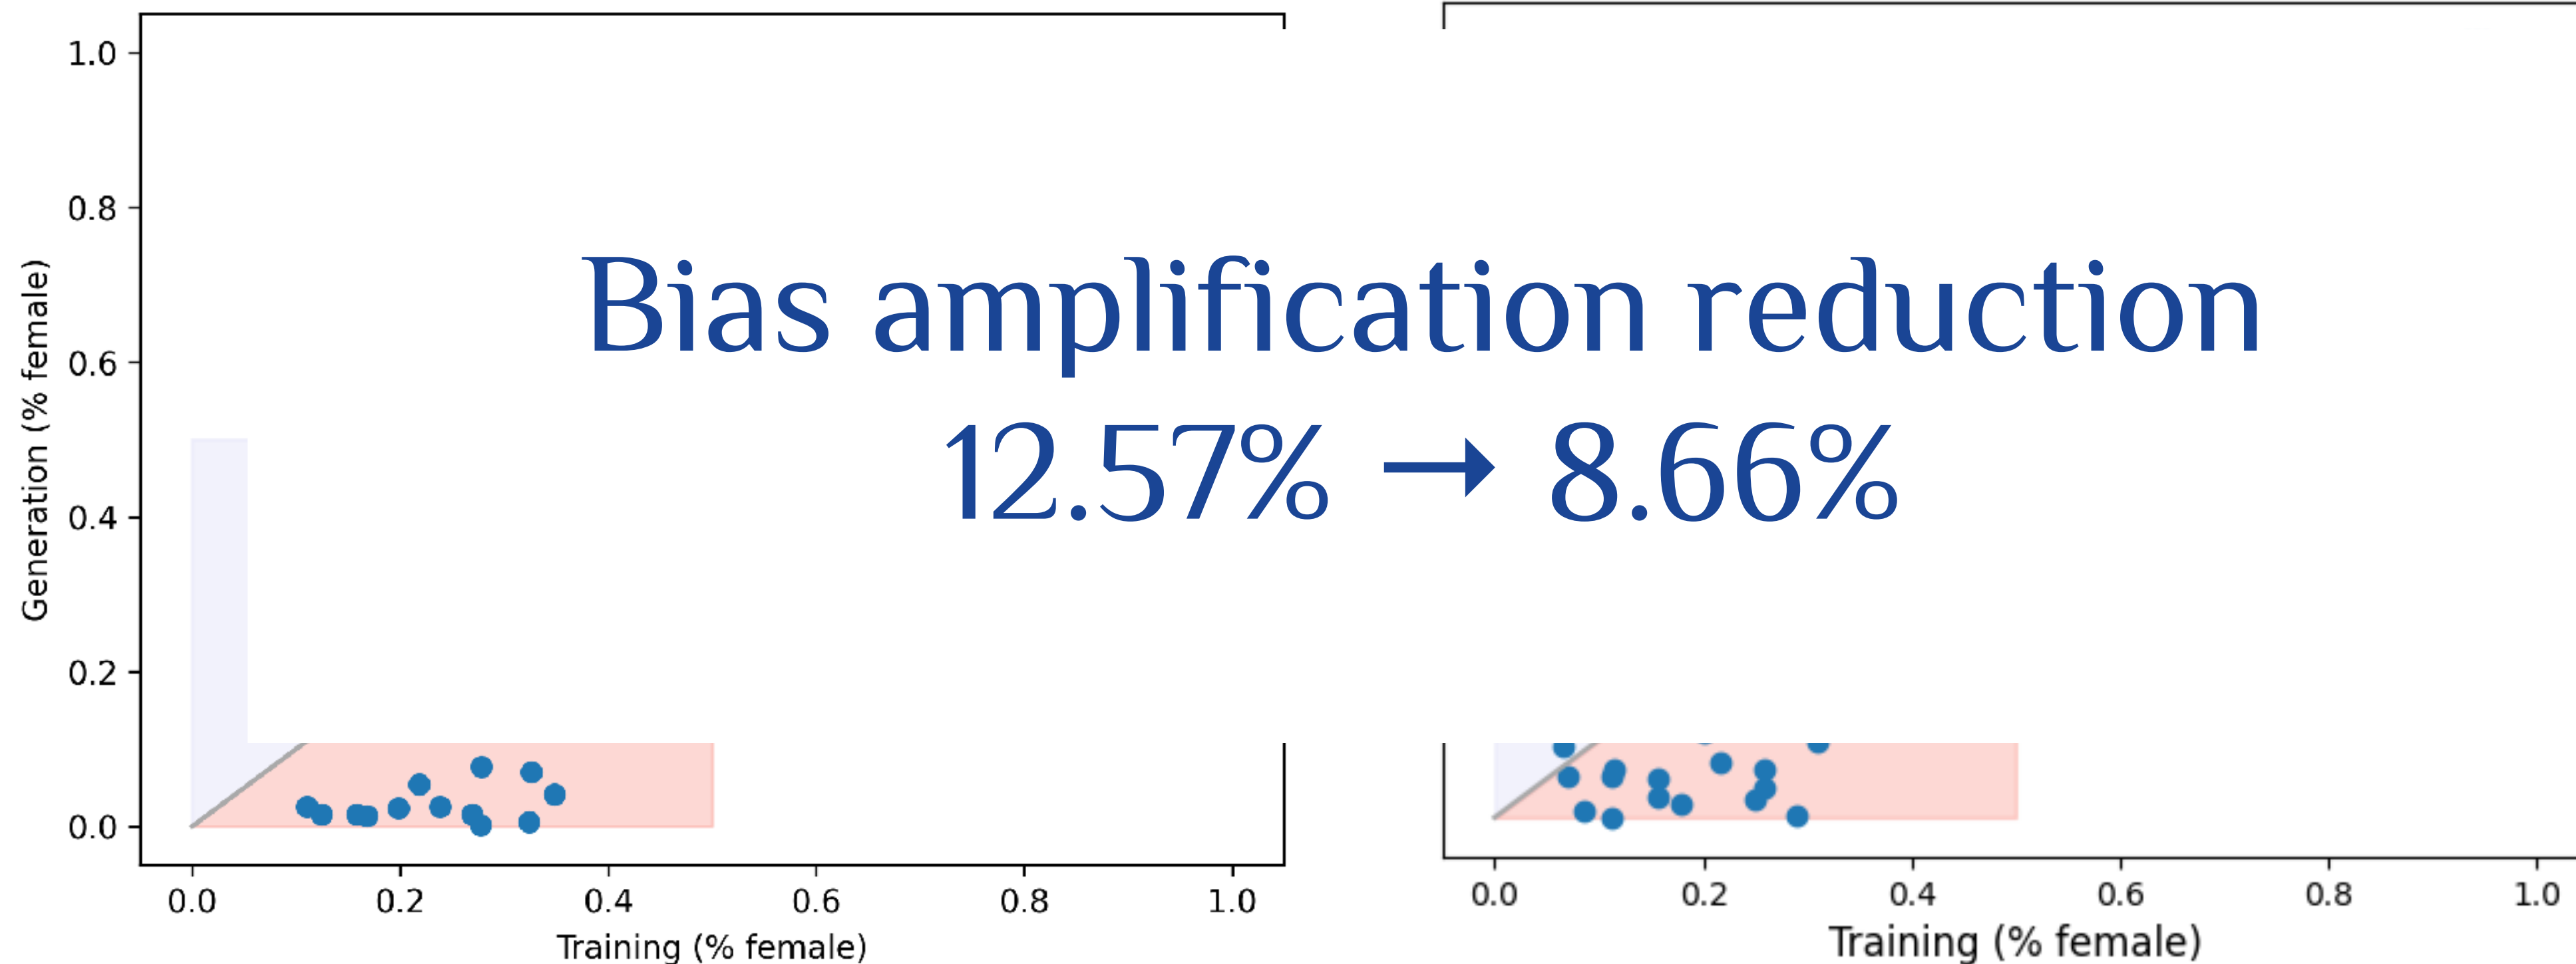 1.0
0.8
0.6
0.4
0.2
0.0
Generation (% female)
0.0 0.2 0.4 0.6 0.8 1.0
Training (% female)
Bias amplification reduction
12.57% → 8.66%
0.0 0.2 0.4 0.6 0.8 1.0
Training (% female)